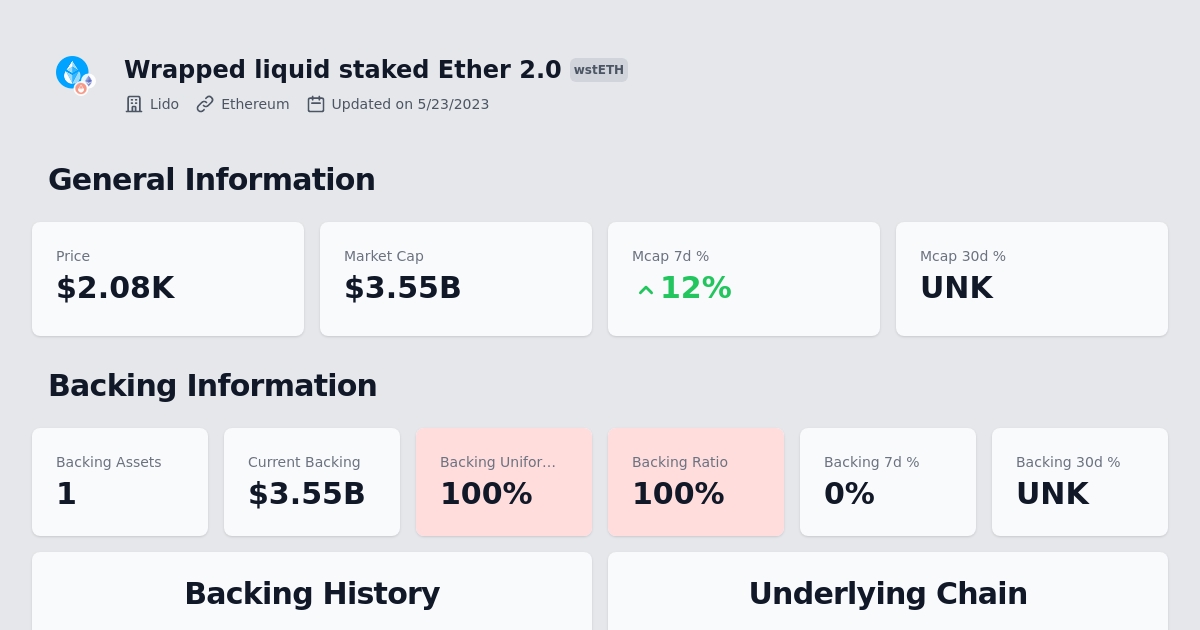 Wrapped liquid staked Ether 2.0 wstETH
Lido Ethereum Updated on 5/23/2023
General Information
Price
$2.08K
Market Cap
$3.55B
Mcap 7d %
12%
Mcap 30d %
UNK
Backing Information
Backing Assets
1
Current Backing
$3.55B
Backing Unifor...
100%
Backing Ratio
100%
Backing 7d %
0%
Backing 30d %
UNK
Backing History
Underlying Chain